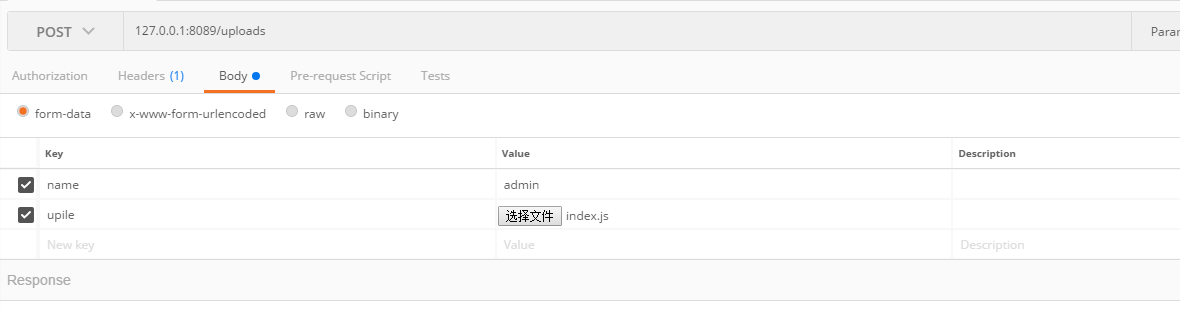 POST 127.0.0.1:8089/uploads Parar
Authorization Headers (1) Body Pre-request Script Tests
form-data x-www-form-urlencoded raw binary
Key Value Description
name admin
upile 选择文件 index.js
New key Value Description
Response